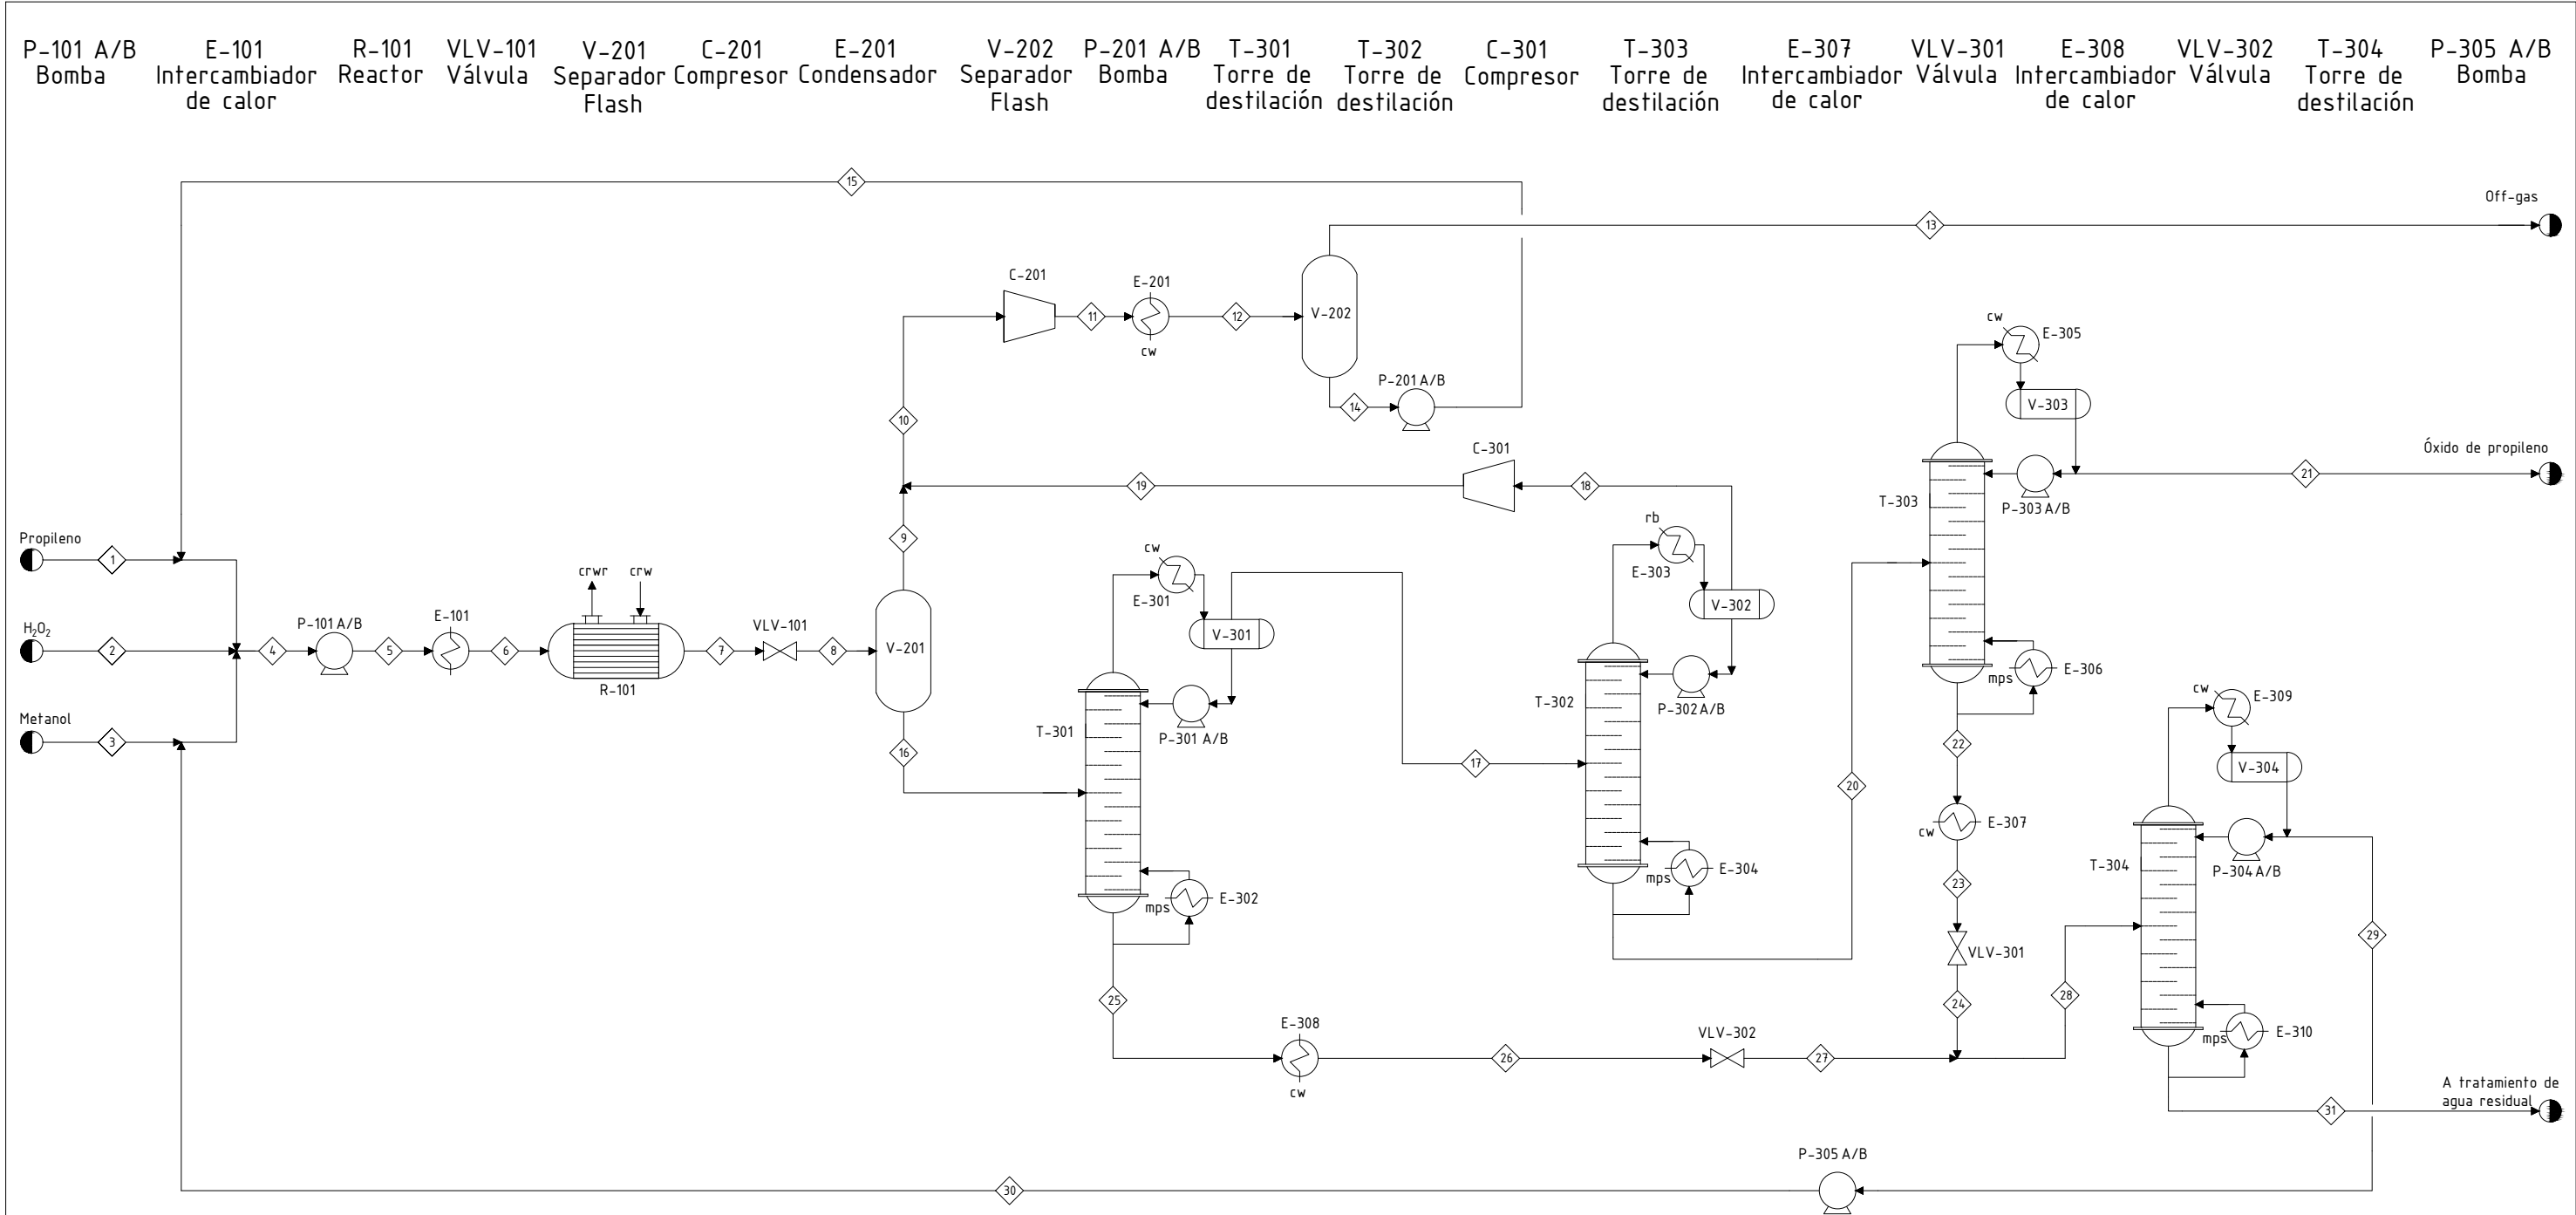 P-101 A/B
Bomba
E-101
Intercambiador
de calor
R-101
Reactor
VLV-101
Válvula
V-201
Separador
Flash
C-201
Compresor
E-201
Condensador
V-202
Separador
Flash
P-201 A/B
Bomba
T-301
Torre de
destilación
T-302
Torre de
destilación
C-301
Compresor
T-303
Torre de
destilación
E-307
Intercambiador
de calor
VLV-301
Válvula
E-308
Intercambiador
de calor
VLV-302
Válvula
T-304
Torre de
destilación
P-305 A/B
Bomba
15
Off-gas
13
C-201
E-201
11
12
cw
V-202
P-201 A/B
14
10
cw
E-305
V-303
C-301
Óxido de propileno
19
18
21
T-303
P-303 A/B
Propileno
1
9
rb
E-303
V-302
cw
E-301
V-301
crwr
crw
H₂O₂
2
4
P-101 A/B
5
E-101
6
R-101
7
VLV-101
8
V-201
mps
E-306
Metanol
3
16
T-301
P-301 A/B
17
T-302
P-302 A/B
20
22
cw
E-309
V-304
cw
E-307
T-304
P-304 A/B
mps
E-302
mps
E-304
23
29
VLV-301
25
24
28
E-308
cw
26
VLV-302
27
mps
E-310
A tratamiento de
agua residual
31
P-305 A/B
30